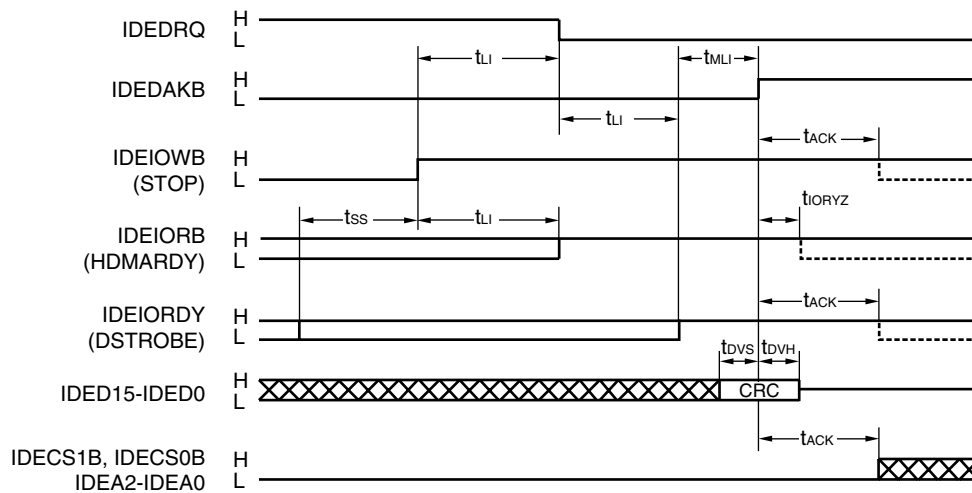 IDEDRQ
H
L
tLI
tMLI
IDEDAKB
H
L
tLI
tACK
IDEIOWB
(STOP)
H
L
tSS
tLI
tIORYZ
IDEIORB
(HDMARDY)
H
L
tACK
IDEIORDY
(DSTROBE)
H
L
tDVS
tDVH
IDED15-IDED0
H
L
CRC
tACK
IDECS1B, IDECS0B
IDEA2-IDEA0
H
L